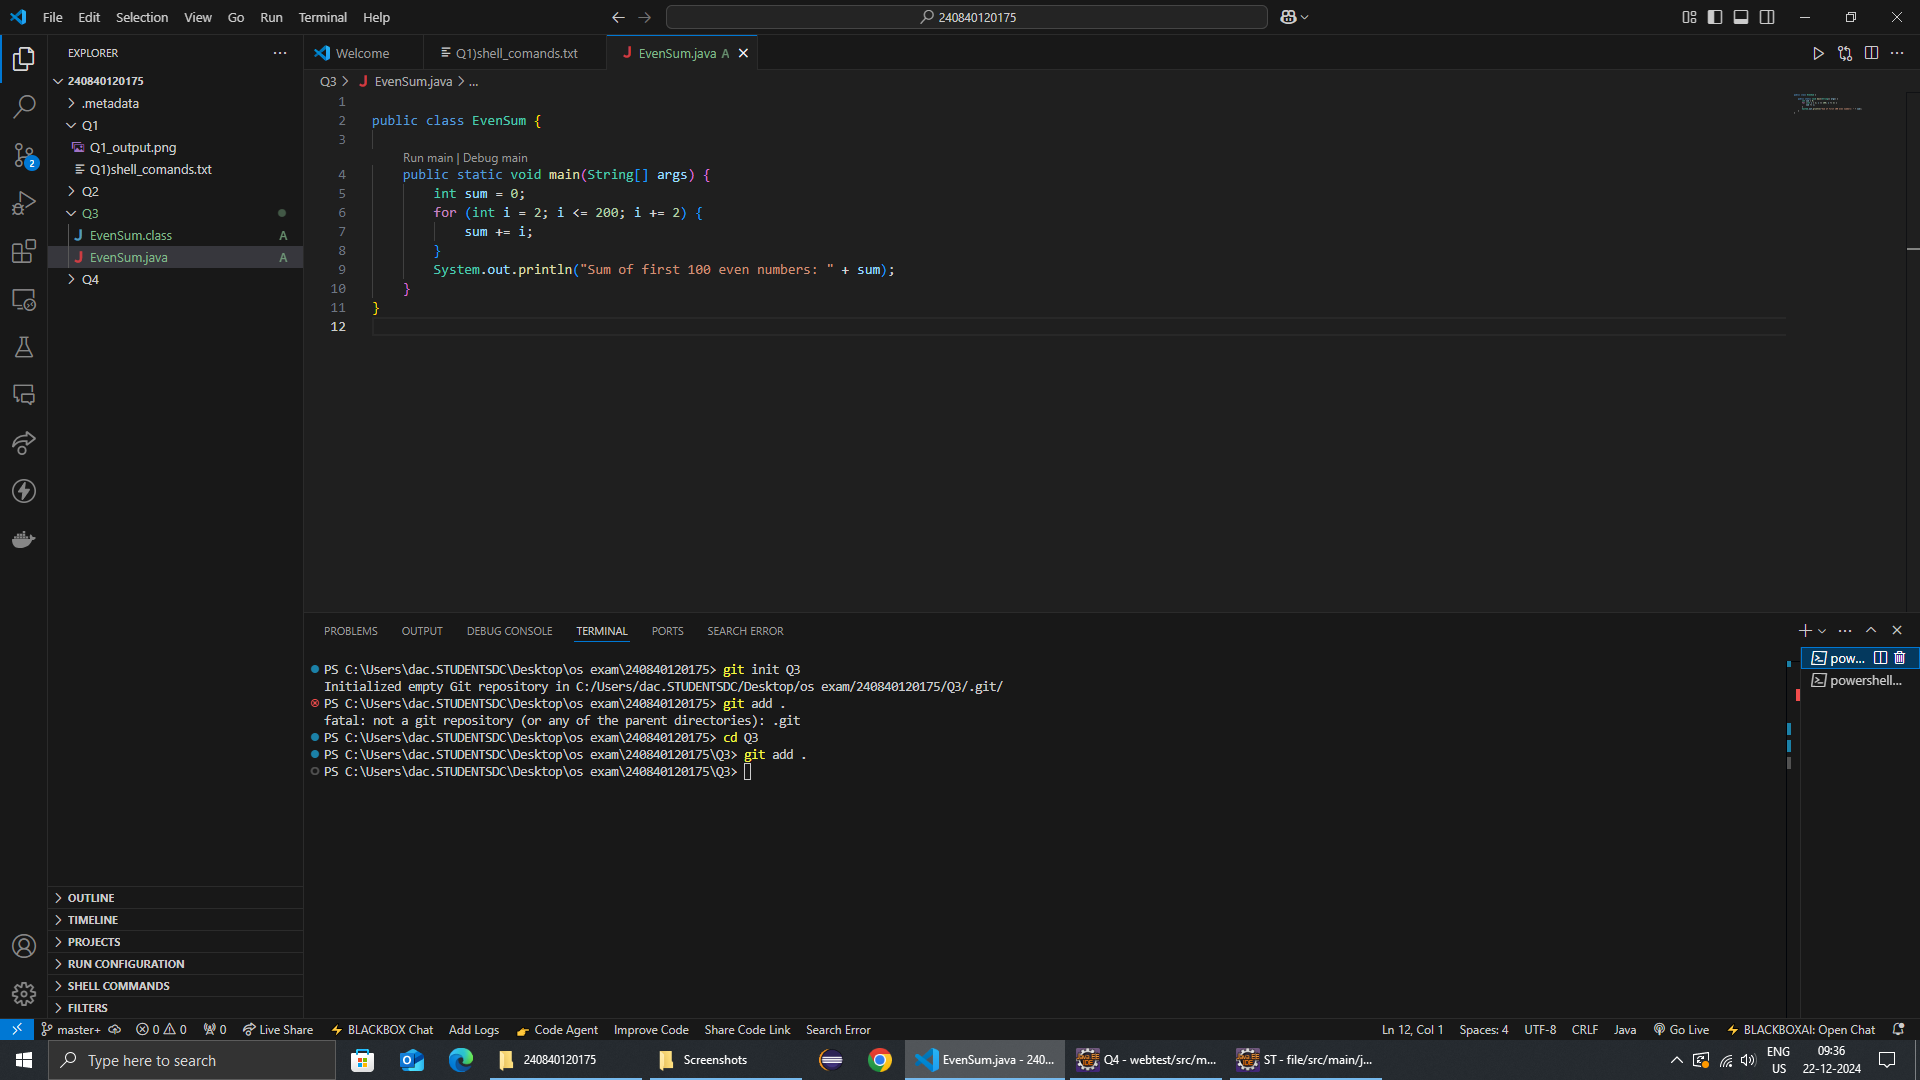 File Edit Selection View Go Run Terminal Help
240840120175
EXPLORER
240840120175
.metadata
Q1
Q1_output.png
Q1)shell_comands.txt
Q2
Q3
EvenSum.class A
EvenSum.java A
Q4
OUTLINE
TIMELINE
PROJECTS
RUN CONFIGURATION
SHELL COMMANDS
FILTERS
2
Welcome Q1)shell_comands.txt EvenSum.java A
Q3 > EvenSum.java > ...
1
2 public class EvenSum {
3
Run main | Debug main
4 public static void main(String[] args) {
5 int sum = 0;
6 for (int i = 2; i <= 200; i += 2) {
7 sum += i;
8 }
9 System.out.println("Sum of first 100 even numbers: " + sum);
10 }
11 }
12
PROBLEMS OUTPUT DEBUG CONSOLE TERMINAL PORTS SEARCH ERROR
PS C:\Users\dac.STUDENTSDC\Desktop\os exam\240840120175> git init Q3
Initialized empty Git repository in C:/Users/dac.STUDENTSDC/Desktop/os exam/240840120175/Q3/.git/
PS C:\Users\dac.STUDENTSDC\Desktop\os exam\240840120175> git add .
fatal: not a git repository (or any of the parent directories): .git
PS C:\Users\dac.STUDENTSDC\Desktop\os exam\240840120175> cd Q3
PS C:\Users\dac.STUDENTSDC\Desktop\os exam\240840120175\Q3> git add .
PS C:\Users\dac.STUDENTSDC\Desktop\os exam\240840120175\Q3>
pow...
powershell...
master+ 0 0 0 Live Share BLACKBOX Chat Add Logs Code Agent Improve Code Share Code Link Search Error Ln 12, Col 1 Spaces: 4 UTF-8 CRLF Java Go Live BLACKBOXAI: Open Chat
Type here to search 240840120175 Screenshots EvenSum.java - 240... Q4 - webtest/src/m... ST - file/src/main/j...
ENG
US
09:36
22-12-2024